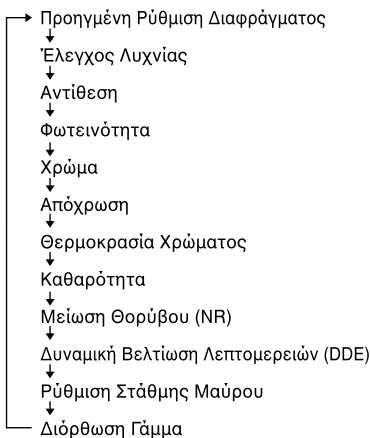 Προηγμένη Ρύθμιση Διαφράγματος
Έλεγχος Λυχνίας
Αντίθεση
Φωτεινότητα
Χρώμα
Απόχρωση
Θερμοκρασία Χρώματος
Καθαρότητα
Μείωση Θορύβου (NR)
Δυναμική Βελτίωση Λεπτομερειών (DDE)
Ρύθμιση Στάθμης Μαύρου
Διόρθωση Γάμμα